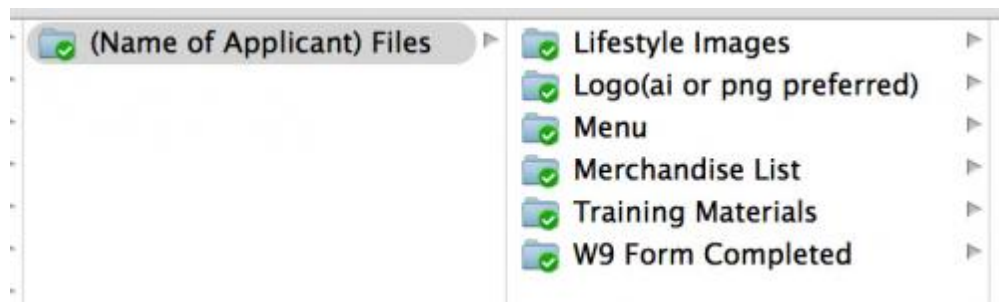 (Name of Applicant) Files
Lifestyle Images
Logo(ai or png preferred)
Menu
Merchandise List
Training Materials
W9 Form Completed